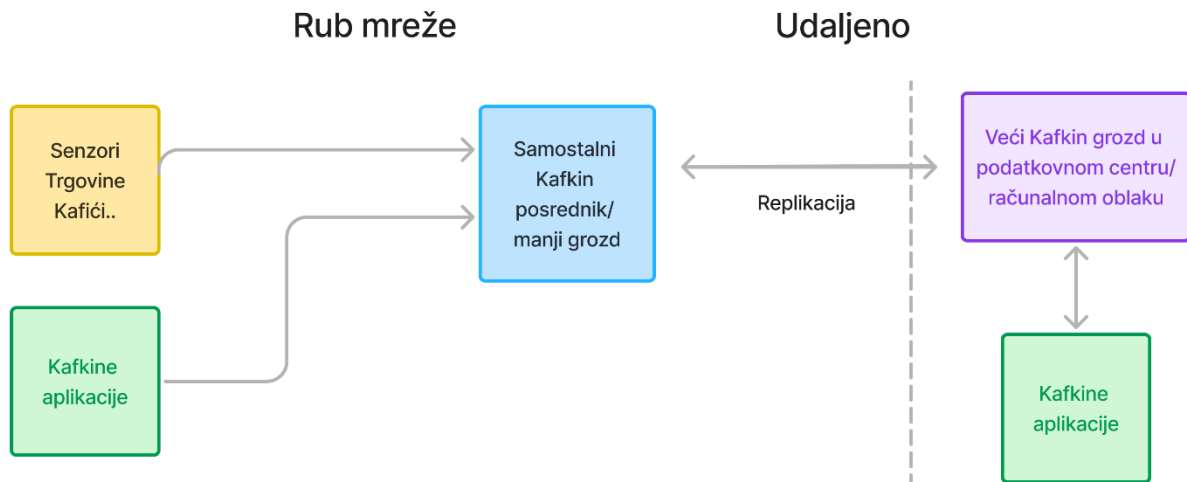 Rub mreže
Udaljeno
Senzori
Trgovine
Kafići..
Samostalni
Kafkin
posrednik/
manji grozd
Replikacija
Veći Kafkin grozd u
podatkovnom centru/
računalnom oblaku
Kafkine
aplikacije
Kafkine
aplikacije